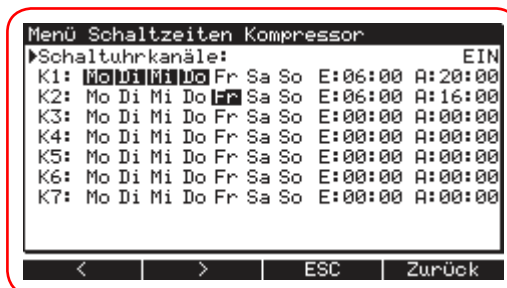 Menü Schaltzeiten Kompressor
▶Schaltuhrkanäle: EIN
K1: Mo Di Mi Do Fr Sa So E:06:00 A:20:00
K2: Mo Di Mi Do Fr Sa So E:06:00 A:16:00
K3: Mo Di Mi Do Fr Sa So E:00:00 A:00:00
K4: Mo Di Mi Do Fr Sa So E:00:00 A:00:00
K5: Mo Di Mi Do Fr Sa So E:00:00 A:00:00
K6: Mo Di Mi Do Fr Sa So E:00:00 A:00:00
K7: Mo Di Mi Do Fr Sa So E:00:00 A:00:00
< > ESC Zurück